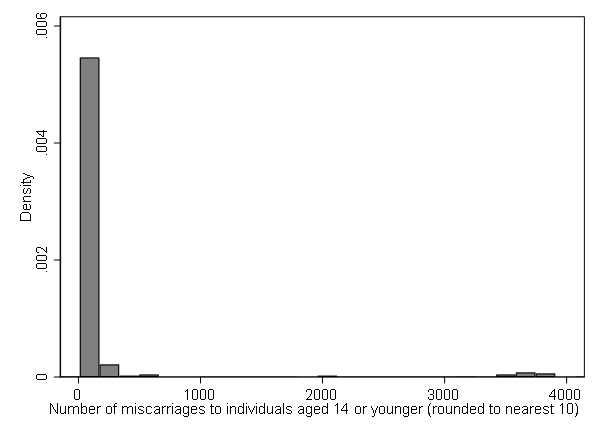 .006
.004
.002
0
Density
0 1000 2000 3000 4000
Number of miscarriages to individuals aged 14 or younger (rounded to nearest 10)